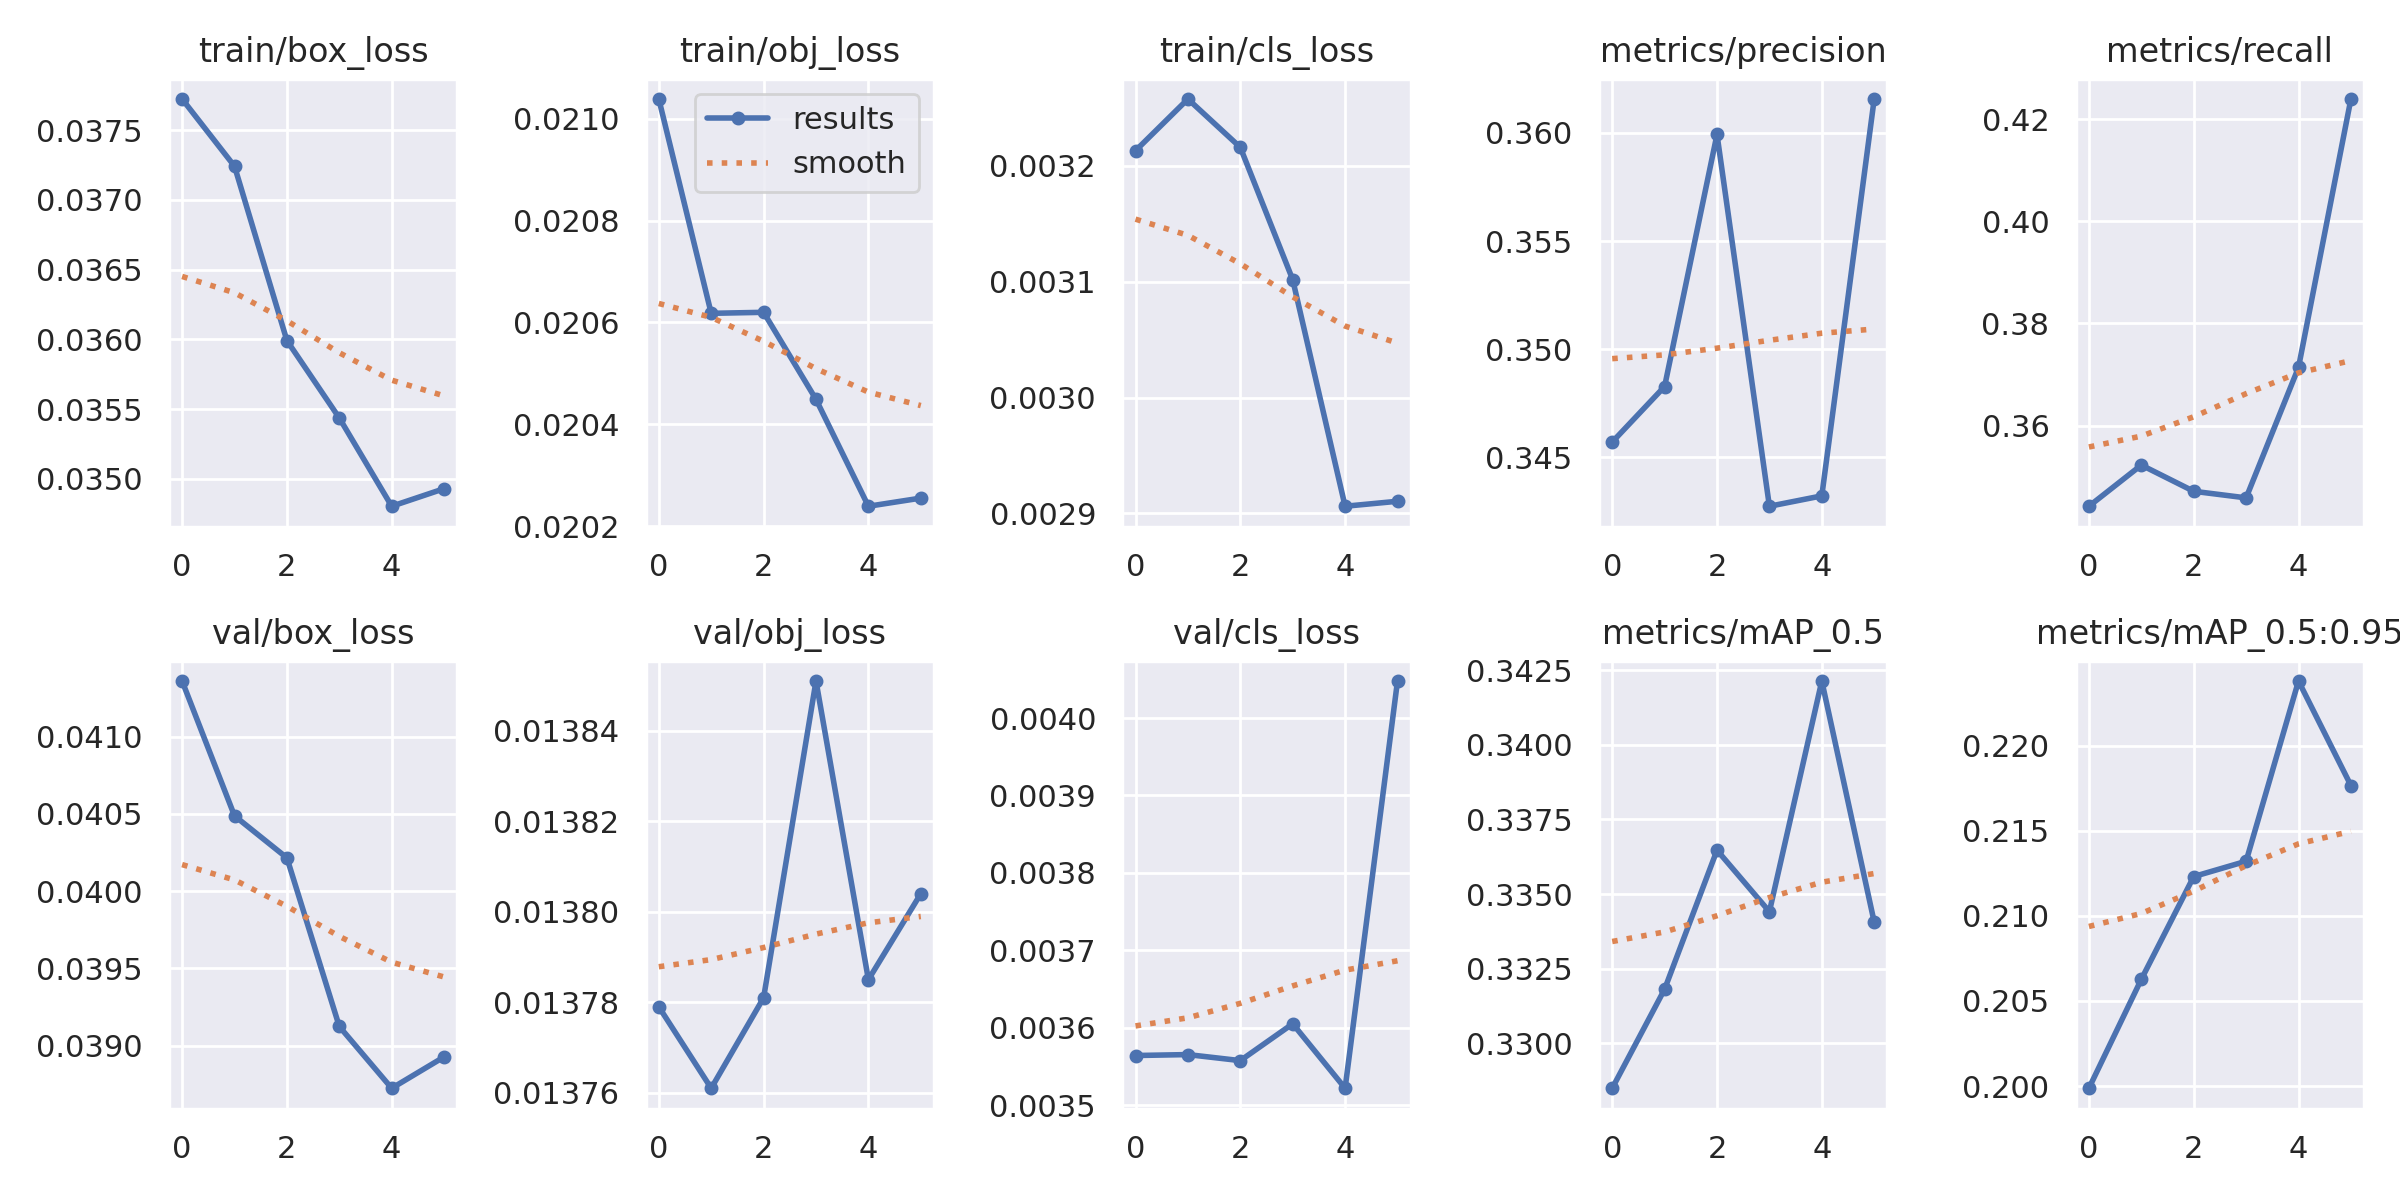 train/box_loss
train/obj_loss
train/cls_loss
metrics/precision
metrics/recall
0.0375
0.0370
0.0365
0.0360
0.0355
0.0350
0 2 4
0.0210
0.0208
0.0206
0.0204
0.0202
0 2 4
results
smooth
0.0032
0.0031
0.0030
0.0029
0 2 4
0.360
0.355
0.350
0.345
0 2 4
0.42
0.40
0.38
0.36
0 2 4
val/box_loss
val/obj_loss
val/cls_loss
metrics/mAP_0.5
metrics/mAP_0.5:0.95
0.0410
0.0405
0.0400
0.0395
0.0390
0 2 4
0.01384
0.01382
0.01380
0.01378
0.01376
0 2 4
0.0040
0.0039
0.0038
0.0037
0.0036
0.0035
0 2 4
0.3425
0.3400
0.3375
0.3350
0.3325
0.3300
0 2 4
0.220
0.215
0.210
0.205
0.200
0 2 4